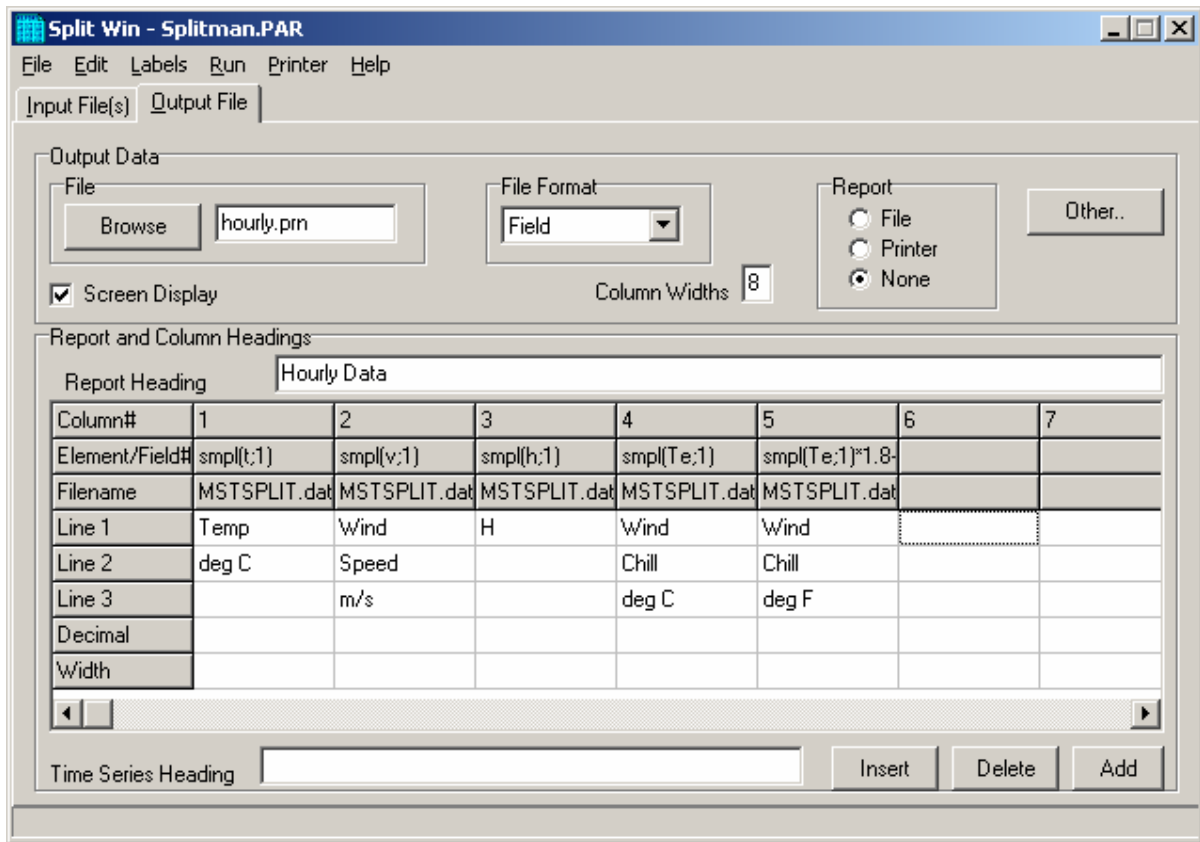 Split Win - Splitman.PAR
File Edit Labels Run Printer Help
Input File(s) Output File
Output Data
File File Format Report
Browse hourly.prn Field File Other..
Printer
Screen Display Column Widths 8 None
Report and Column Headings
Report Heading Hourly Data
Column# 1 2 3 4 5 6 7
Element/Field# smpl(t;1) smpl(v;1) smpl(h;1) smpl(Te;1) smpl(Te;1)*1.8-
Filename MSTSPLIT.dat MSTSPLIT.dat MSTSPLIT.dat MSTSPLIT.dat MSTSPLIT.dat
Line 1 Temp Wind H Wind Wind
Line 2 deg C Speed Chill Chill
Line 3 m/s deg C deg F
Decimal
Width
Time Series Heading Insert Delete Add